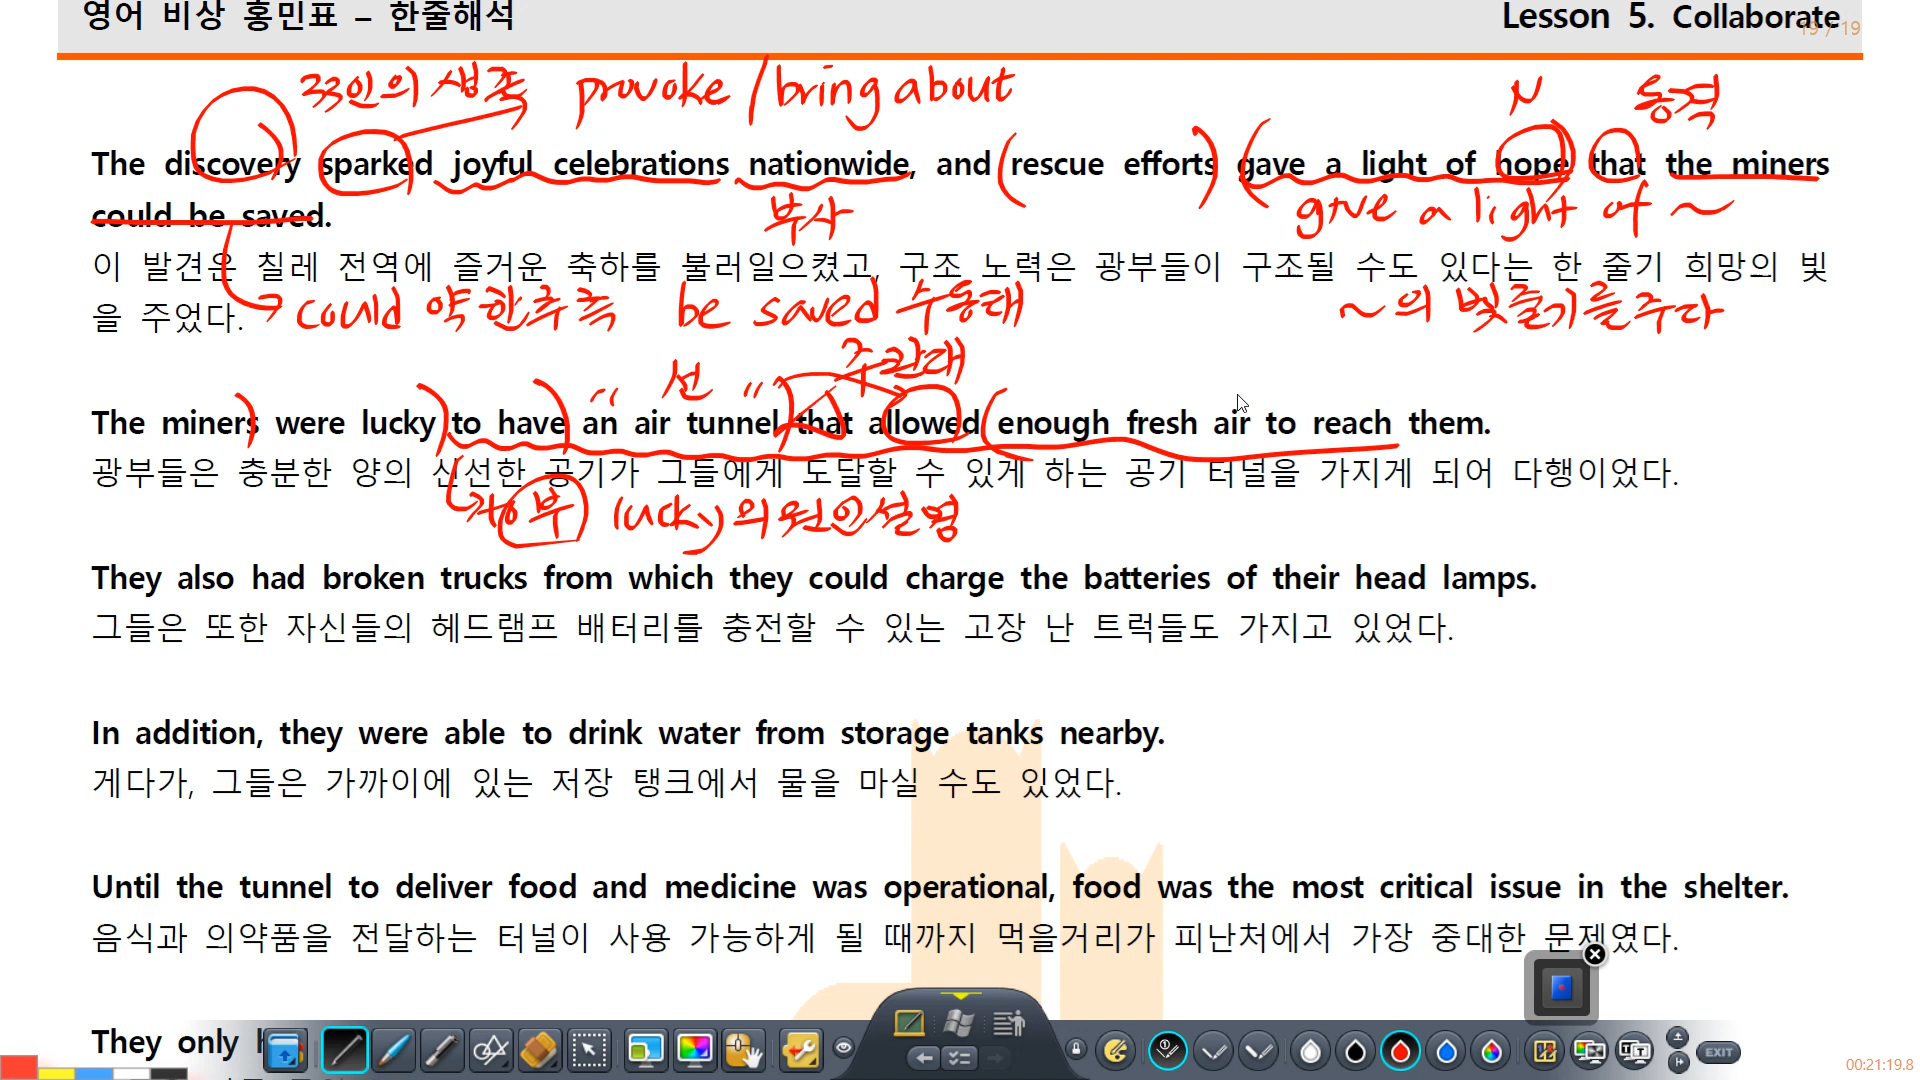 영어 비상 홍민표 – 한줄해석
Lesson 5. Collaborate
19 / 19
33인의 생존 provoke / bring about
N 동격
The discovery sparked joyful celebrations nationwide, and rescue efforts gave a light of hope that the miners
could be saved.
부사
give a light of ~
이 발견은 칠레 전역에 즐거운 축하를 불러일으켰고, 구조 노력은 광부들이 구조될 수도 있다는 한 줄기 희망의 빛
을 주었다.
could 약한추측 be saved 수동태
~의 빛줄기를주다
선 주관대
The miners were lucky to have an air tunnel that allowed enough fresh air to reach them.
광부들은 충분한 양의 신선한 공기가 그들에게 도달할 수 있게 하는 공기 터널을 가지게 되어 다행이었다.
lucky의원인설명
They also had broken trucks from which they could charge the batteries of their head lamps.
그들은 또한 자신들의 헤드램프 배터리를 충전할 수 있는 고장 난 트럭들도 가지고 있었다.
In addition, they were able to drink water from storage tanks nearby.
게다가, 그들은 가까이에 있는 저장 탱크에서 물을 마실 수도 있었다.
Until the tunnel to deliver food and medicine was operational, food was the most critical issue in the shelter.
음식과 의약품을 전달하는 터널이 사용 가능하게 될 때까지 먹을거리가 피난처에서 가장 중대한 문제였다.
They only
EXIT
00:21:19.8